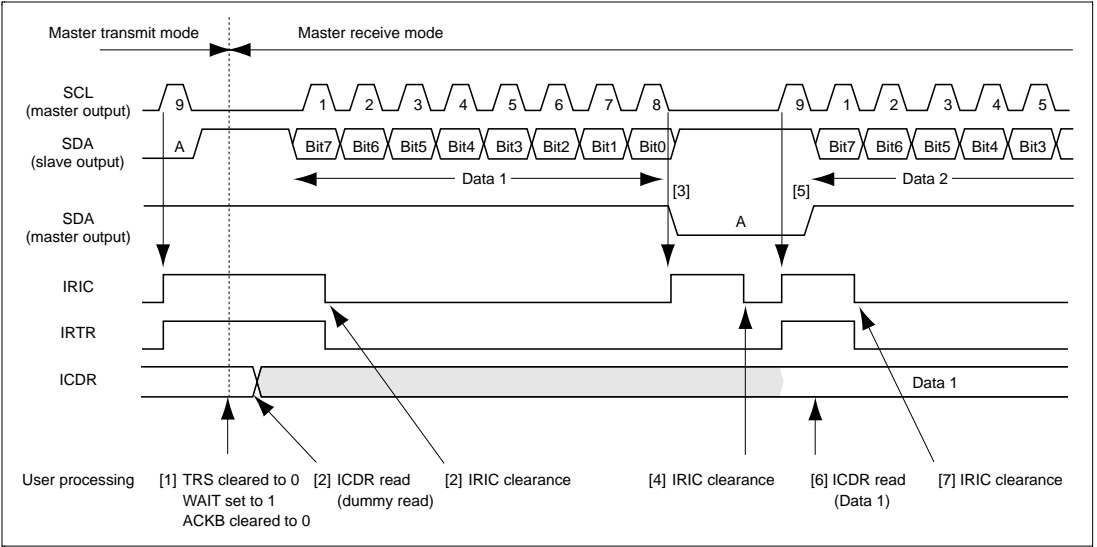 Master transmit mode
Master receive mode
SCL
(master output)
9 1 2 3 4 5 6 7 8 9 1 2 3 4 5
SDA
(slave output)
A Bit7 Bit6 Bit5 Bit4 Bit3 Bit2 Bit1 Bit0 Bit7 Bit6 Bit5 Bit4 Bit3
Data 1
[3]
[5]
Data 2
SDA
(master output)
A
IRIC
IRTR
ICDR
Data 1
User processing
[1] TRS cleared to 0
WAIT set to 1
ACKB cleared to 0
[2] ICDR read
(dummy read)
[2] IRIC clearance
[4] IRIC clearance
[6] ICDR read
(Data 1)
[7] IRIC clearance